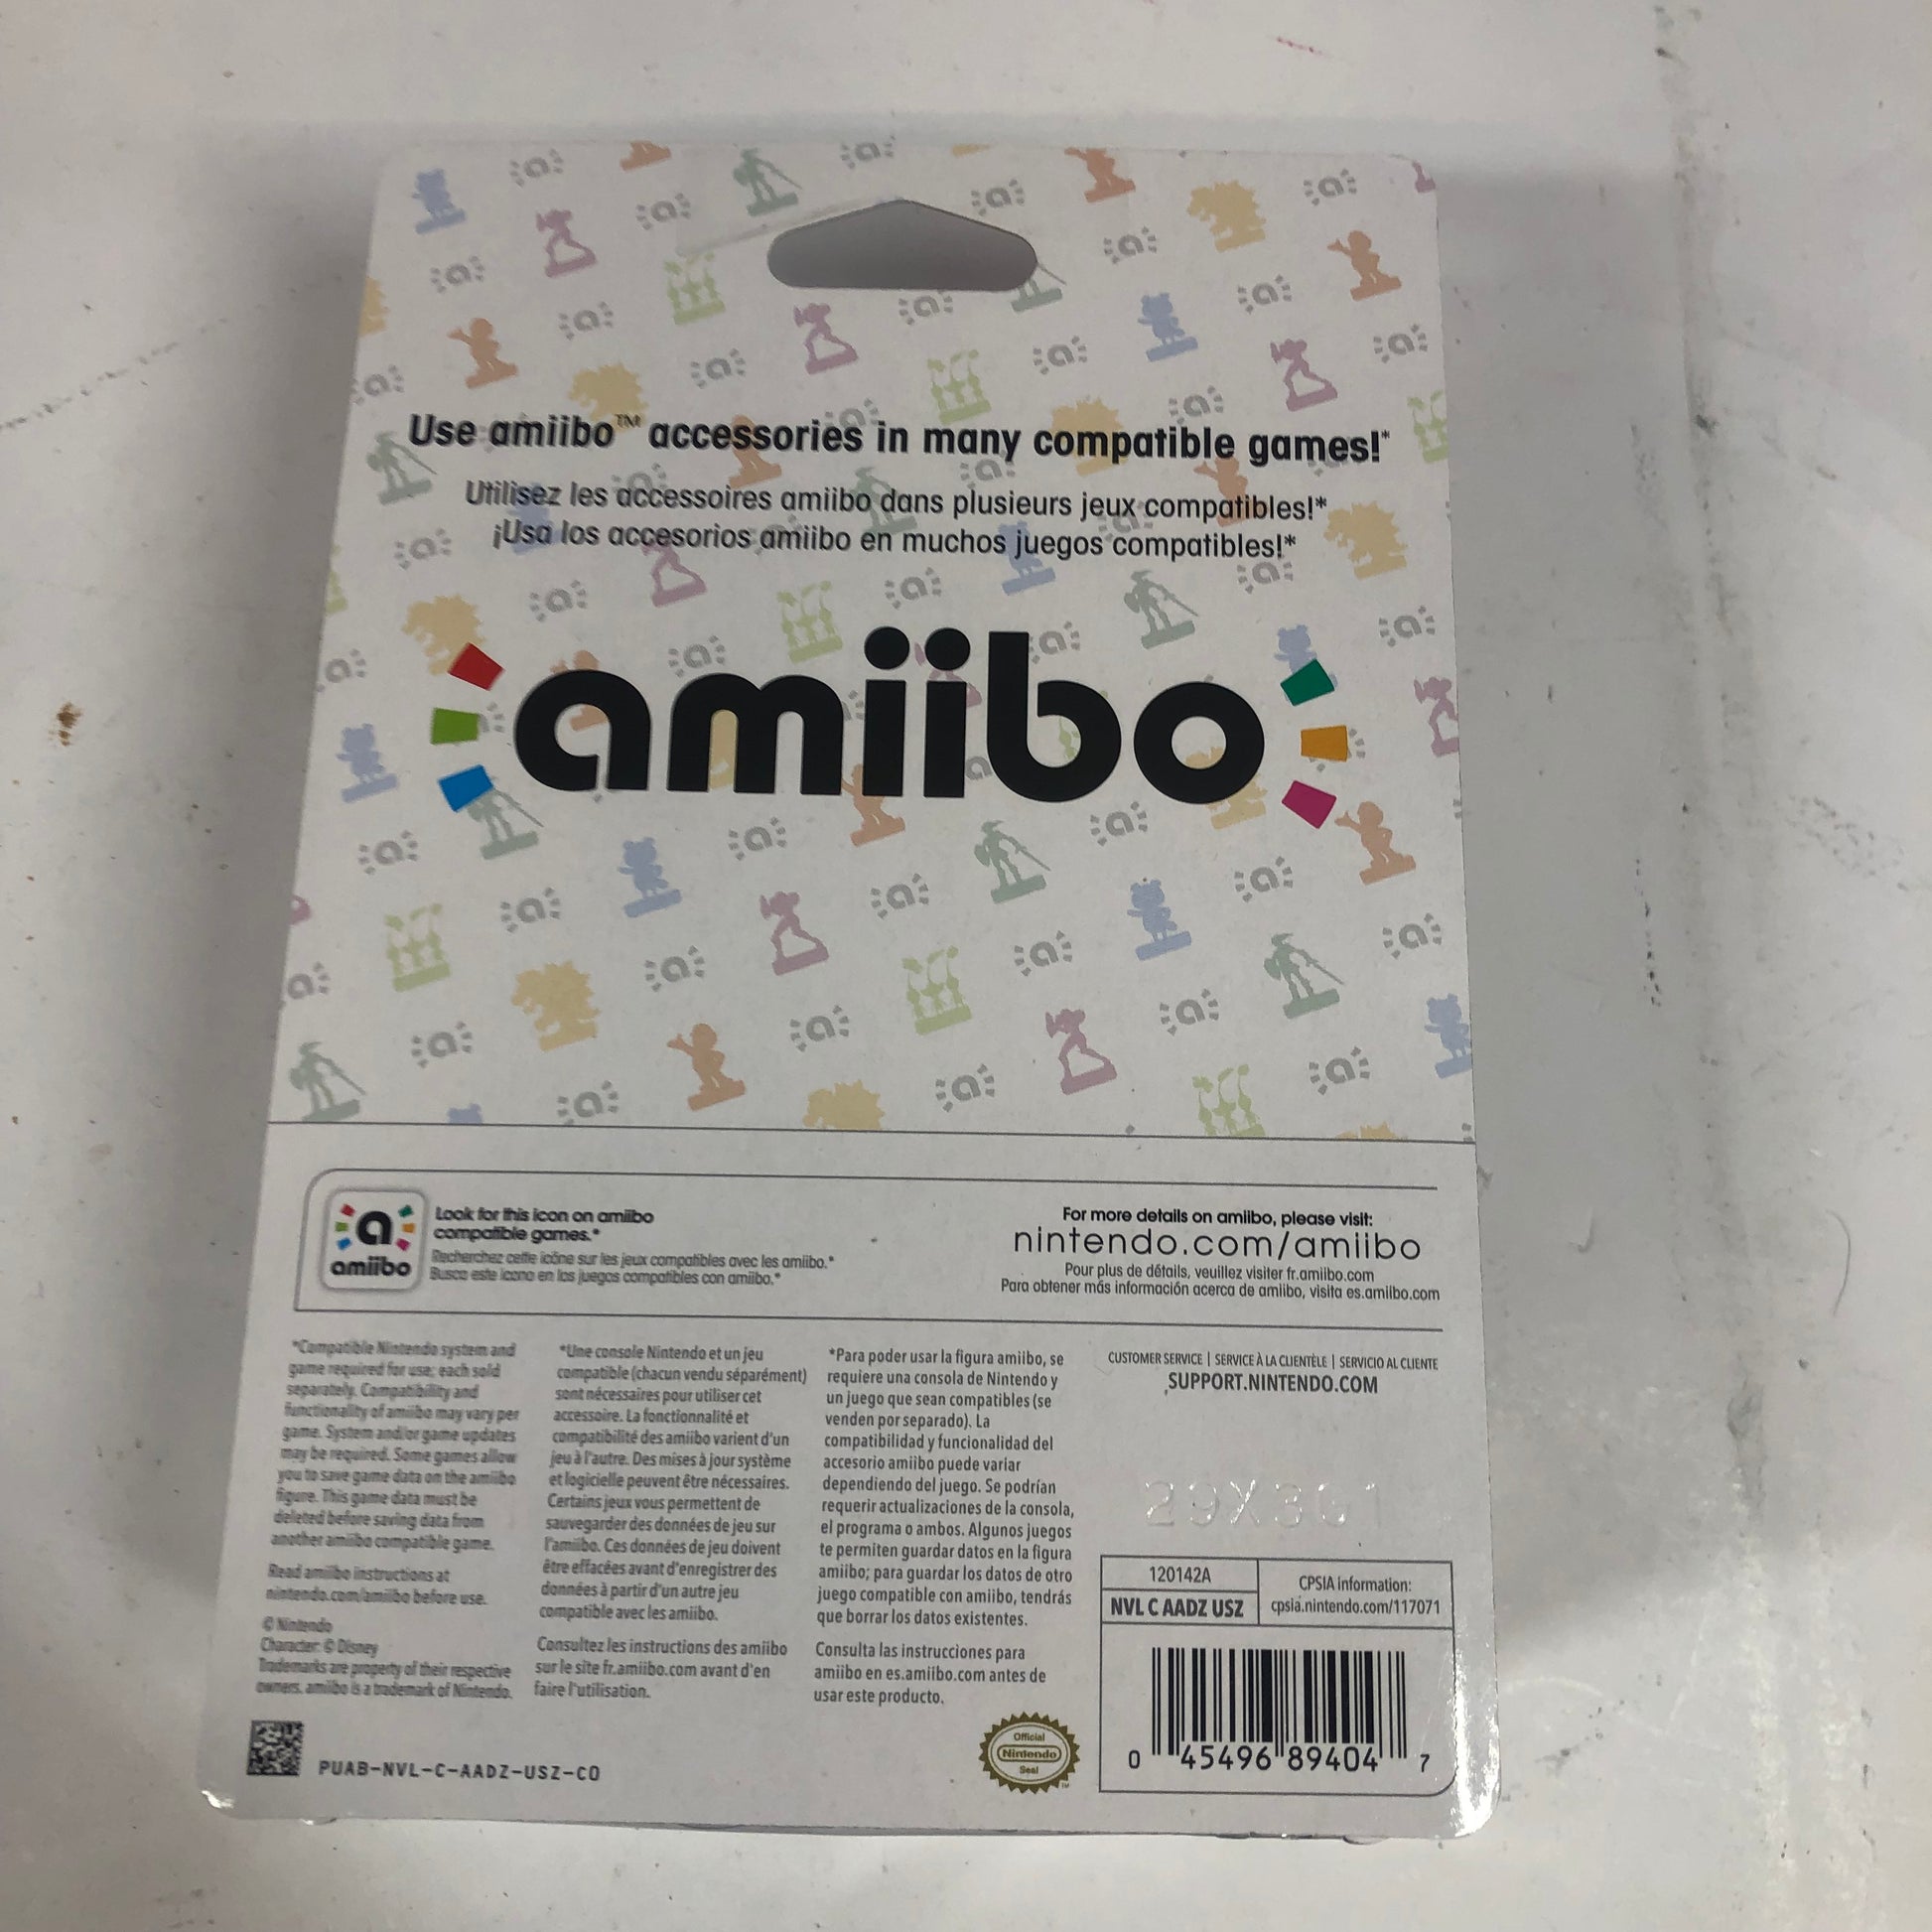 Use amiibo™ accessories in many compatible games!*
Utilisez les accessoires amiibo dans plusieurs jeux compatibles!*
¡Usa los accesorios amiibo en muchos juegos compatibles!*
amiibo
a
amiibo
Look for this icon on amiibo
compatible games.*
Recherchez cette icône sur les jeux compatibles avec les amiibo.*
Busca este icono en los juegos compatibles con amiibo.*
For more details on amiibo, please visit:
nintendo.com/amiibo
Pour plus de détails, veuillez visiter fr.amiibo.com
Para obtener más información acerca de amiibo, visita es.amiibo.com
*Compatible Nintendo system and
game required for use; each sold
separately. Compatibility and
functionality of amiibo may vary per
game. System and/or game updates
may be required. Some games allow
you to save game data on the amiibo
figure. This game data must be
deleted before saving data from
another amiibo compatible game.
Read amiibo instructions at
nintendo.com/amiibo before use.
© Nintendo
Character: © Disney
Trademarks are property of their respective
owners. amiibo is a trademark of Nintendo.
*Une console Nintendo et un jeu
compatible (chacun vendu séparément)
sont nécessaires pour utiliser cet
accessoire. La fonctionnalité et
compatibilité des amiibo varient d'un
jeu à l'autre. Des mises à jour système
et logicielle peuvent être nécessaires.
Certains jeux vous permettent de
sauvegarder des données de jeu sur
l'amiibo. Ces données de jeu doivent
être effacées avant d'enregistrer des
données à partir d'un autre jeu
compatible avec les amiibo.
Consultez les instructions des amiibo
sur le site fr.amiibo.com avant d'en
faire l'utilisation.
*Para poder usar la figura amiibo, se
requiere una consola de Nintendo y
un juego que sean compatibles (se
venden por separado). La
compatibilidad y funcionalidad del
accesorio amiibo puede variar
dependiendo del juego. Se podrían
requerir actualizaciones de la consola,
el programa o ambos. Algunos juegos
te permiten guardar datos en la figura
amiibo; para guardar los datos de otro
juego compatible con amiibo, tendrás
que borrar los datos existentes.
Consulta las instrucciones para
amiibo en es.amiibo.com antes de
usar este producto.
CUSTOMER SERVICE | SERVICE À LA CLIENTÈLE | SERVICIO AL CLIENTE
SUPPORT.NINTENDO.COM
120142A
NVL C AADZ USZ
CPSIA information:
cpsia.nintendo.com/117071
0 45496 89404 7
Official
Nintendo
Seal
PUAB-NVL-C-AADZ-USZ-C0